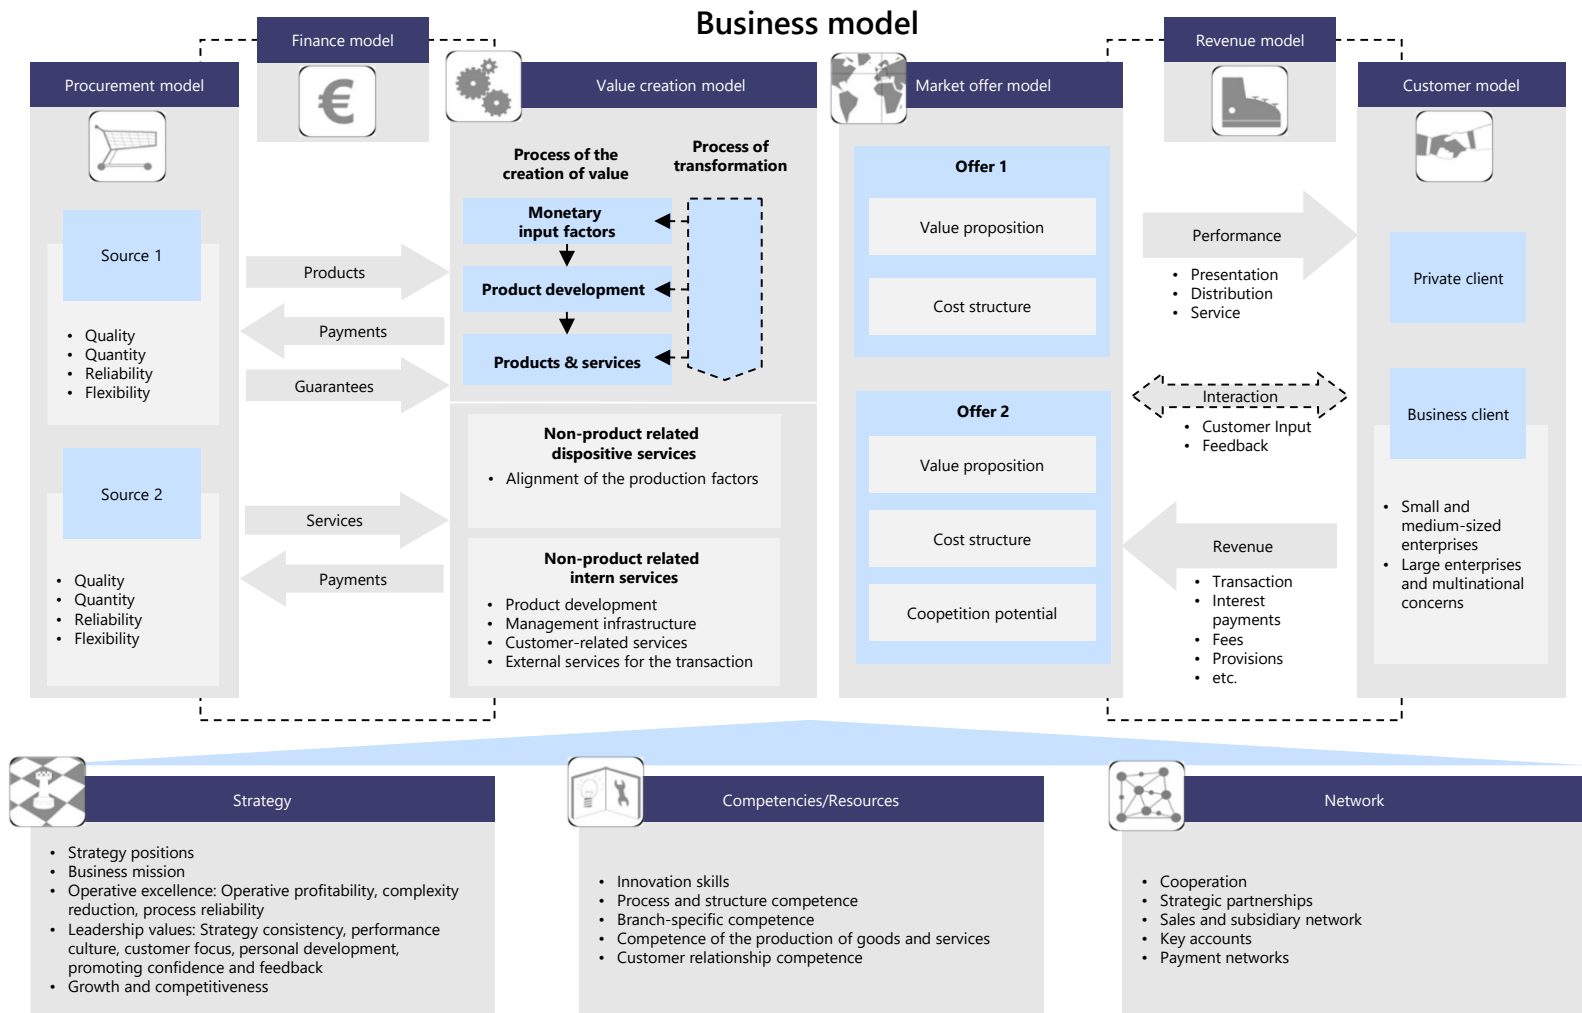 Business model
Finance model
Revenue model
Procurement model
Value creation model
Market offer model
Customer model
Source 1
• Quality
• Quantity
• Reliability
• Flexibility
Source 2
• Quality
• Quantity
• Reliability
• Flexibility
Products
Payments
Guarantees
Services
Payments
Process of the
creation of value
Process of
transformation
Monetary
input factors
Product development
Products & services
Non-product related
dispositive services
• Alignment of the production factors
Non-product related
intern services
• Product development
• Management infrastructure
• Customer-related services
• External services for the transaction
Offer 1
Value proposition
Cost structure
Offer 2
Value proposition
Cost structure
Coopetition potential
Performance
• Presentation
• Distribution
• Service
Interaction
• Customer Input
• Feedback
Revenue
• Transaction
• Interest
payments
• Fees
• Provisions
• etc.
Private client
Business client
• Small and
medium-sized
enterprises
• Large enterprises
and multinational
concerns
Strategy
• Strategy positions
• Business mission
• Operative excellence: Operative profitability, complexity
reduction, process reliability
• Leadership values: Strategy consistency, performance
culture, customer focus, personal development,
promoting confidence and feedback
• Growth and competitiveness
Competencies/Resources
• Innovation skills
• Process and structure competence
• Branch-specific competence
• Competence of the production of goods and services
• Customer relationship competence
Network
• Cooperation
• Strategic partnerships
• Sales and subsidiary network
• Key accounts
• Payment networks